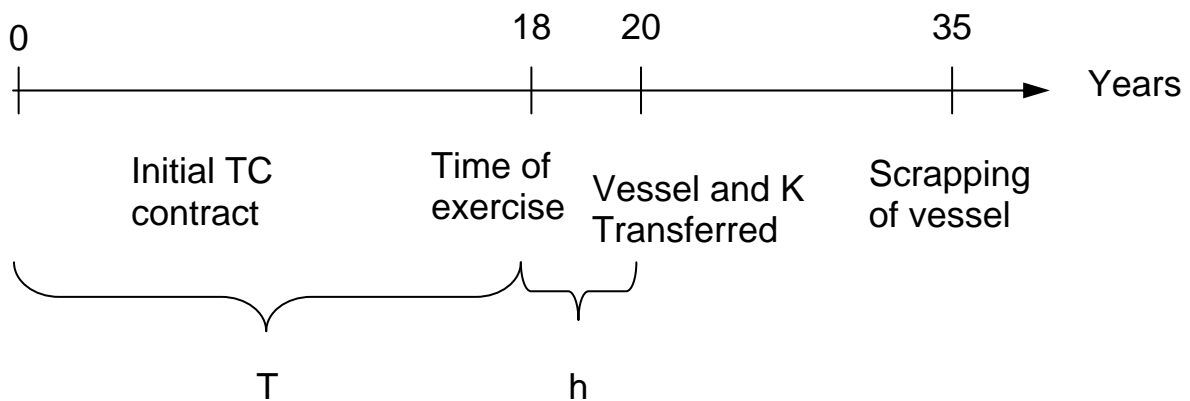 0
18
20
35
Years
Initial TC
contract
Time of
exercise
Vessel and K
Transferred
Scrapping
of vessel
T
h